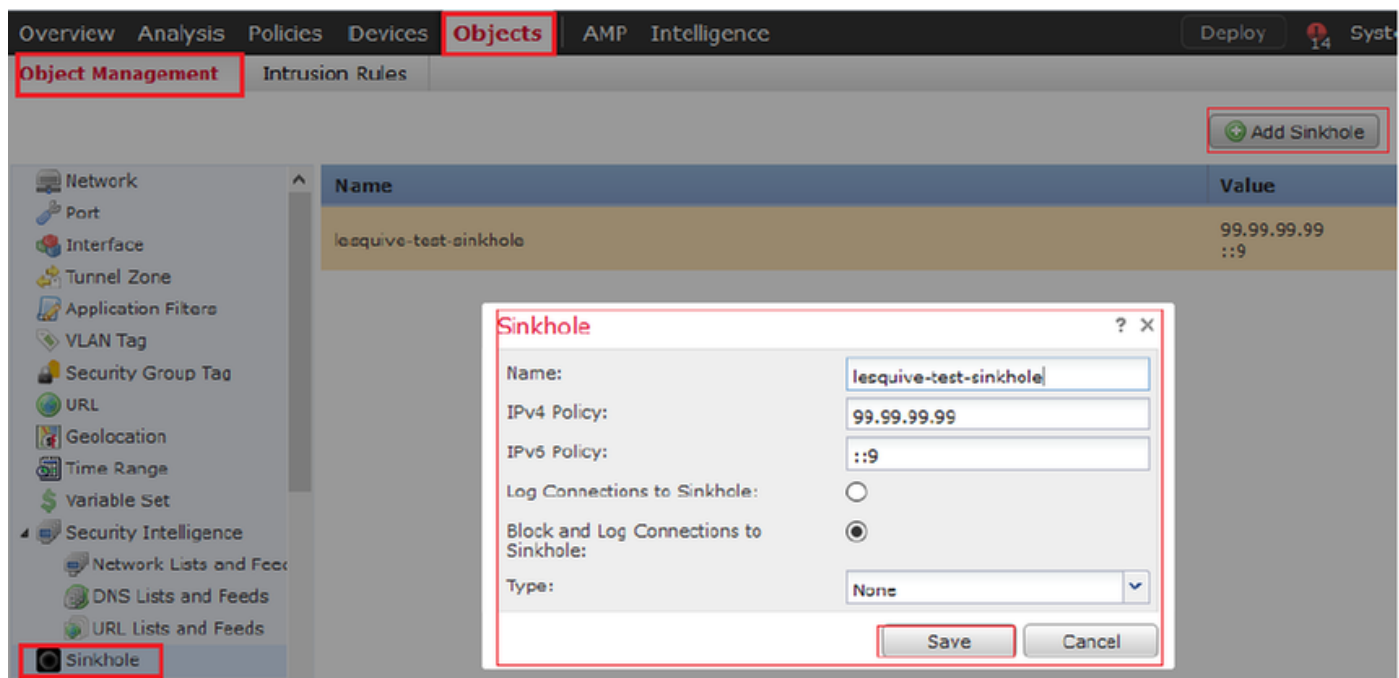 Overview Analysis Policies Devices Objects AMP Intelligence Deploy 14 Syst
Object Management Intrusion Rules
Add Sinkhole
Network
Port
Interface
Tunnel Zone
Application Filters
VLAN Tag
Security Group Tag
URL
Geolocation
Time Range
Variable Set
Security Intelligence
Network Lists and Feed
DNS Lists and Feeds
URL Lists and Feeds
Sinkhole
Name Value
lesquive-test-sinkhole 99.99.99.99
::9
Sinkhole ? ×
Name: lesquive-test-sinkhole
IPv4 Policy: 99.99.99.99
IPv6 Policy: ::9
Log Connections to Sinkhole:
Block and Log Connections to
Sinkhole:
Type: None
Save Cancel